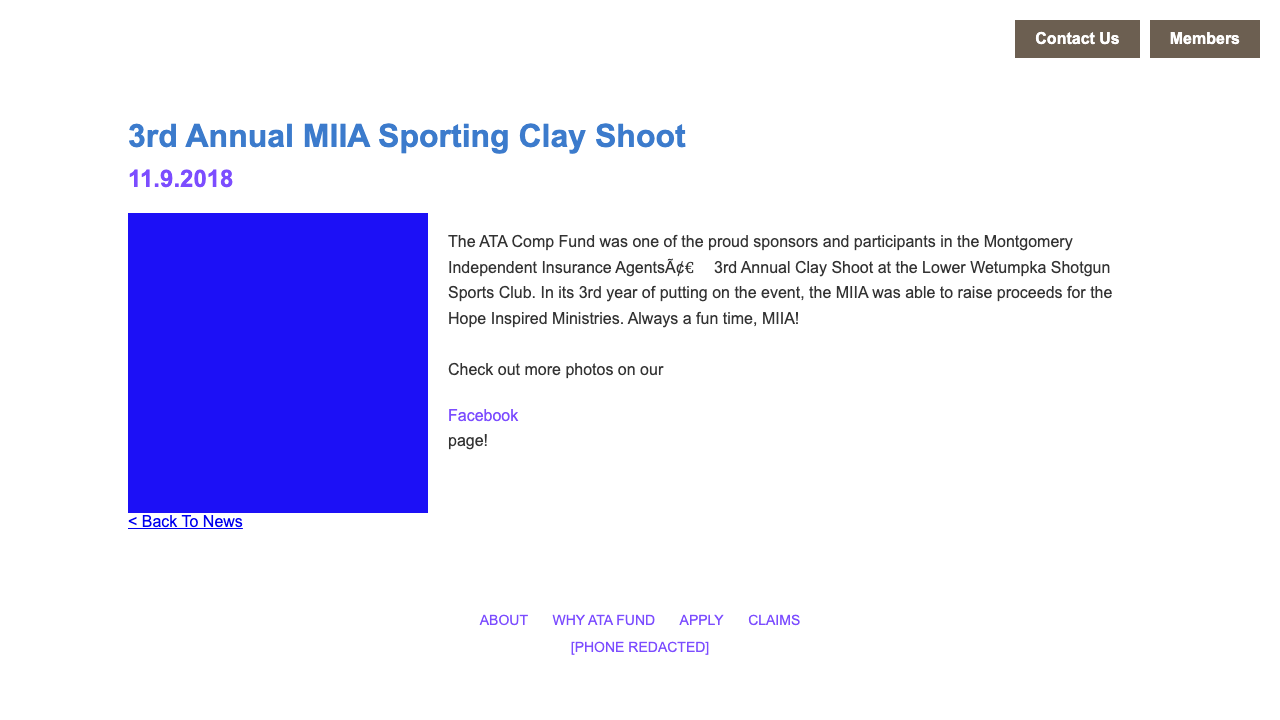 Contact Us
Members
3rd Annual MIIA Sporting Clay Shoot
11.9.2018
The ATA Comp Fund was one of the proud sponsors and participants in the Montgomery
Independent Insurance AgentsÃ¢€ 3rd Annual Clay Shoot at the Lower Wetumpka Shotgun
Sports Club. In its 3rd year of putting on the event, the MIIA was able to raise proceeds for the
Hope Inspired Ministries. Always a fun time, MIIA!
Check out more photos on our
Facebook
page!
< Back To News
ABOUT WHY ATA FUND APPLY CLAIMS
[PHONE REDACTED]